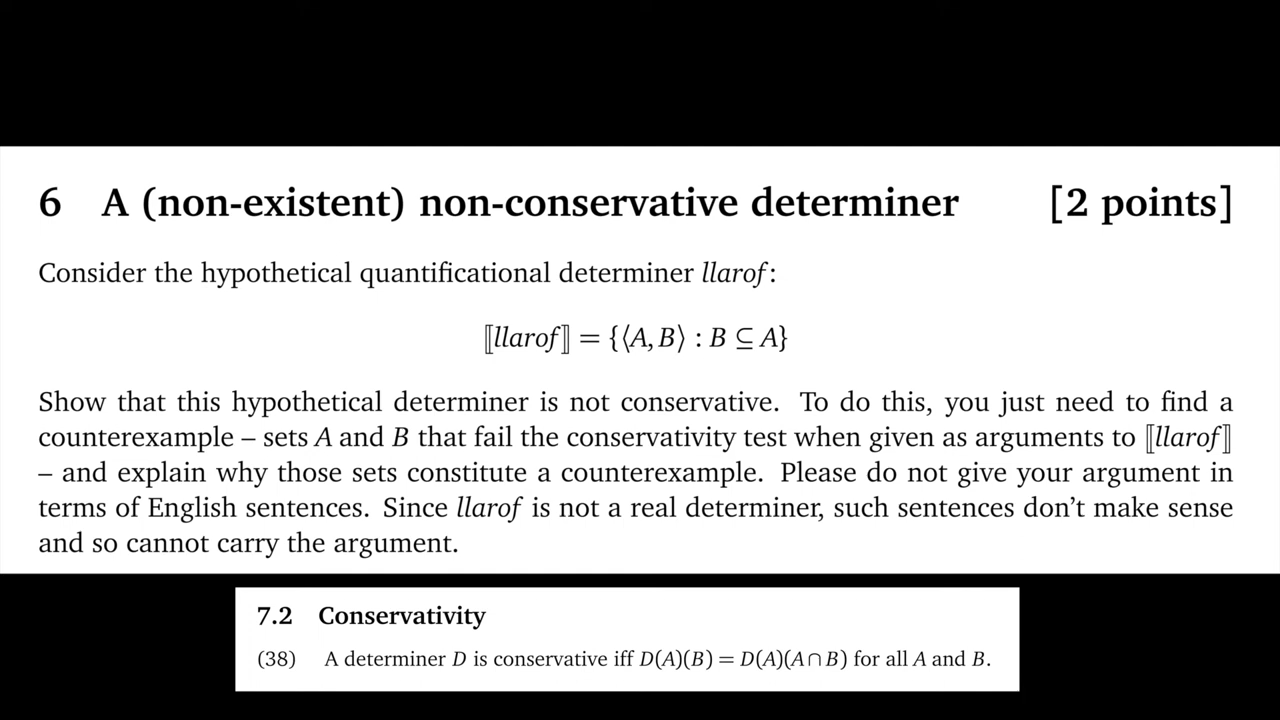 6 A (non-existent) non-conservative determiner [2 points]
Consider the hypothetical quantificational determiner llarof:
⟦llarof⟧ = {⟨A, B⟩ : B ⊆ A}
Show that this hypothetical determiner is not conservative. To do this, you just need to find a
counterexample – sets A and B that fail the conservativity test when given as arguments to ⟦llarof⟧
– and explain why those sets constitute a counterexample. Please do not give your argument in
terms of English sentences. Since llarof is not a real determiner, such sentences don't make sense
and so cannot carry the argument.
7.2 Conservativity
(38) A determiner D is conservative iff D(A)(B) = D(A)(A∩B) for all A and B.